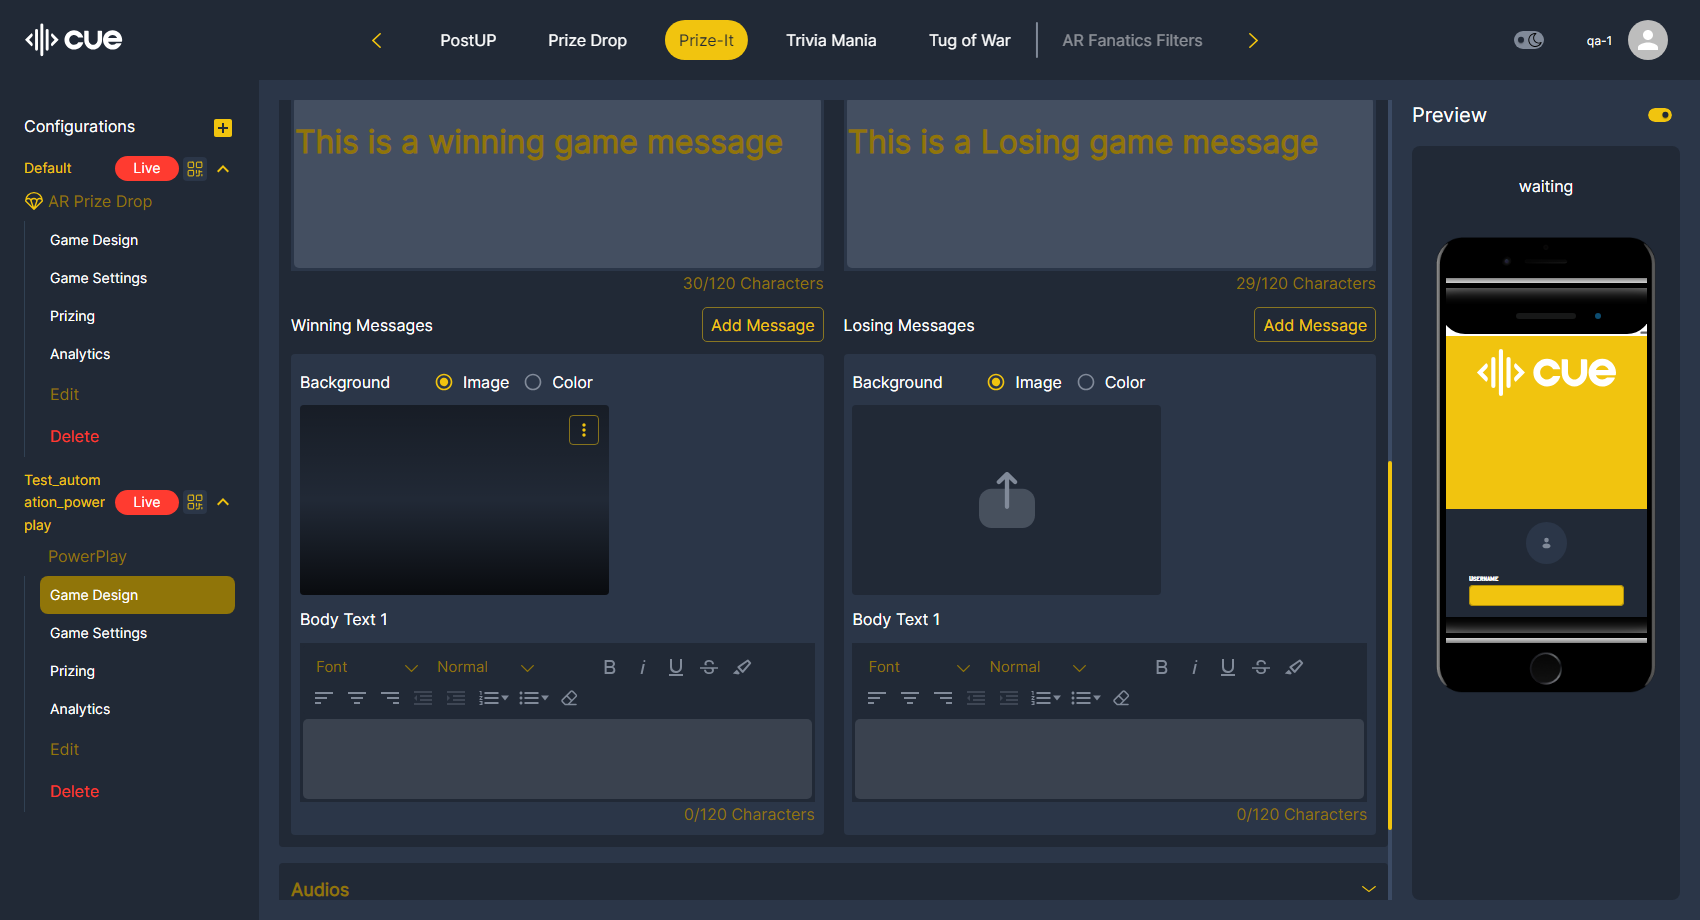 cue
PostUP
Prize Drop
Prize-It
Trivia Mania
Tug of War
AR Fanatics Filters
qa-1
Configurations
Default
Live
AR Prize Drop
Game Design
Game Settings
Prizing
Analytics
Edit
Delete
Test_autom
ation_power
play
Live
PowerPlay
Game Design
Game Settings
Prizing
Analytics
Edit
Delete
This is a winning game message
30/120 Characters
This is a Losing game message
29/120 Characters
Winning Messages
Add Message
Losing Messages
Add Message
Background
Image
Color
Body Text 1
Font
Normal
0/120 Characters
Background
Image
Color
Body Text 1
Font
Normal
0/120 Characters
Audios
Preview
waiting
cue
USERNAME